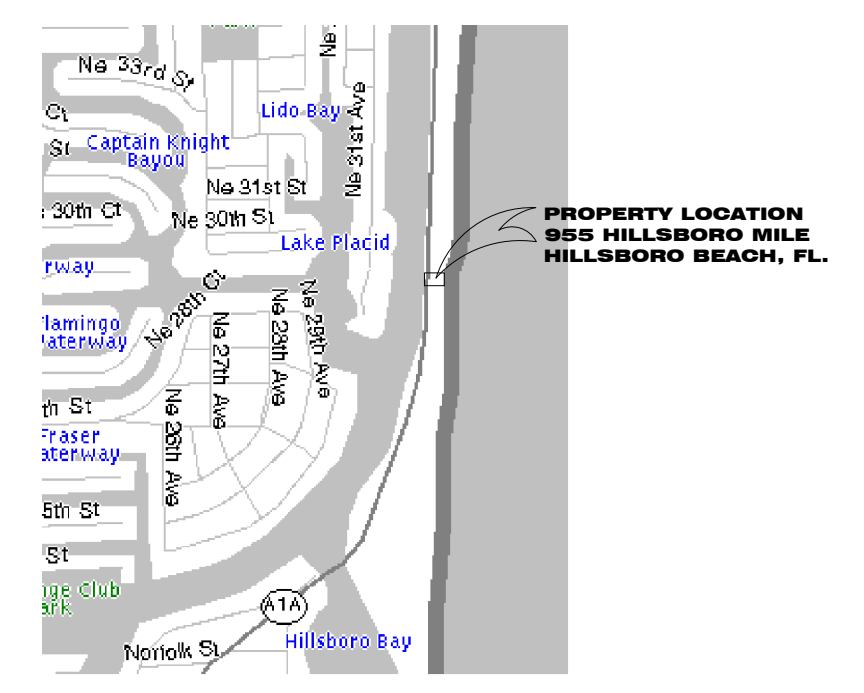 Ne 33rd St
Ne
Ct
Lido Bay
Ne 31st Ave
St
Captain Knight
Bayou
Ne 31st St
30th Ct
Ne 30th St
PROPERTY LOCATION
955 HILLSBORO MILE
HILLSBORO BEACH, FL.
Lake Placid
rway
Ne 28th Ct
Ne 29th Ave
Ne 28th Ave
Ne 27th Ave
lamingo
aterway
th St
Ne 26th Ave
Fraser
aterway
5th St
St
nge Club
ark
A1A
Norfolk St
Hillsboro Bay